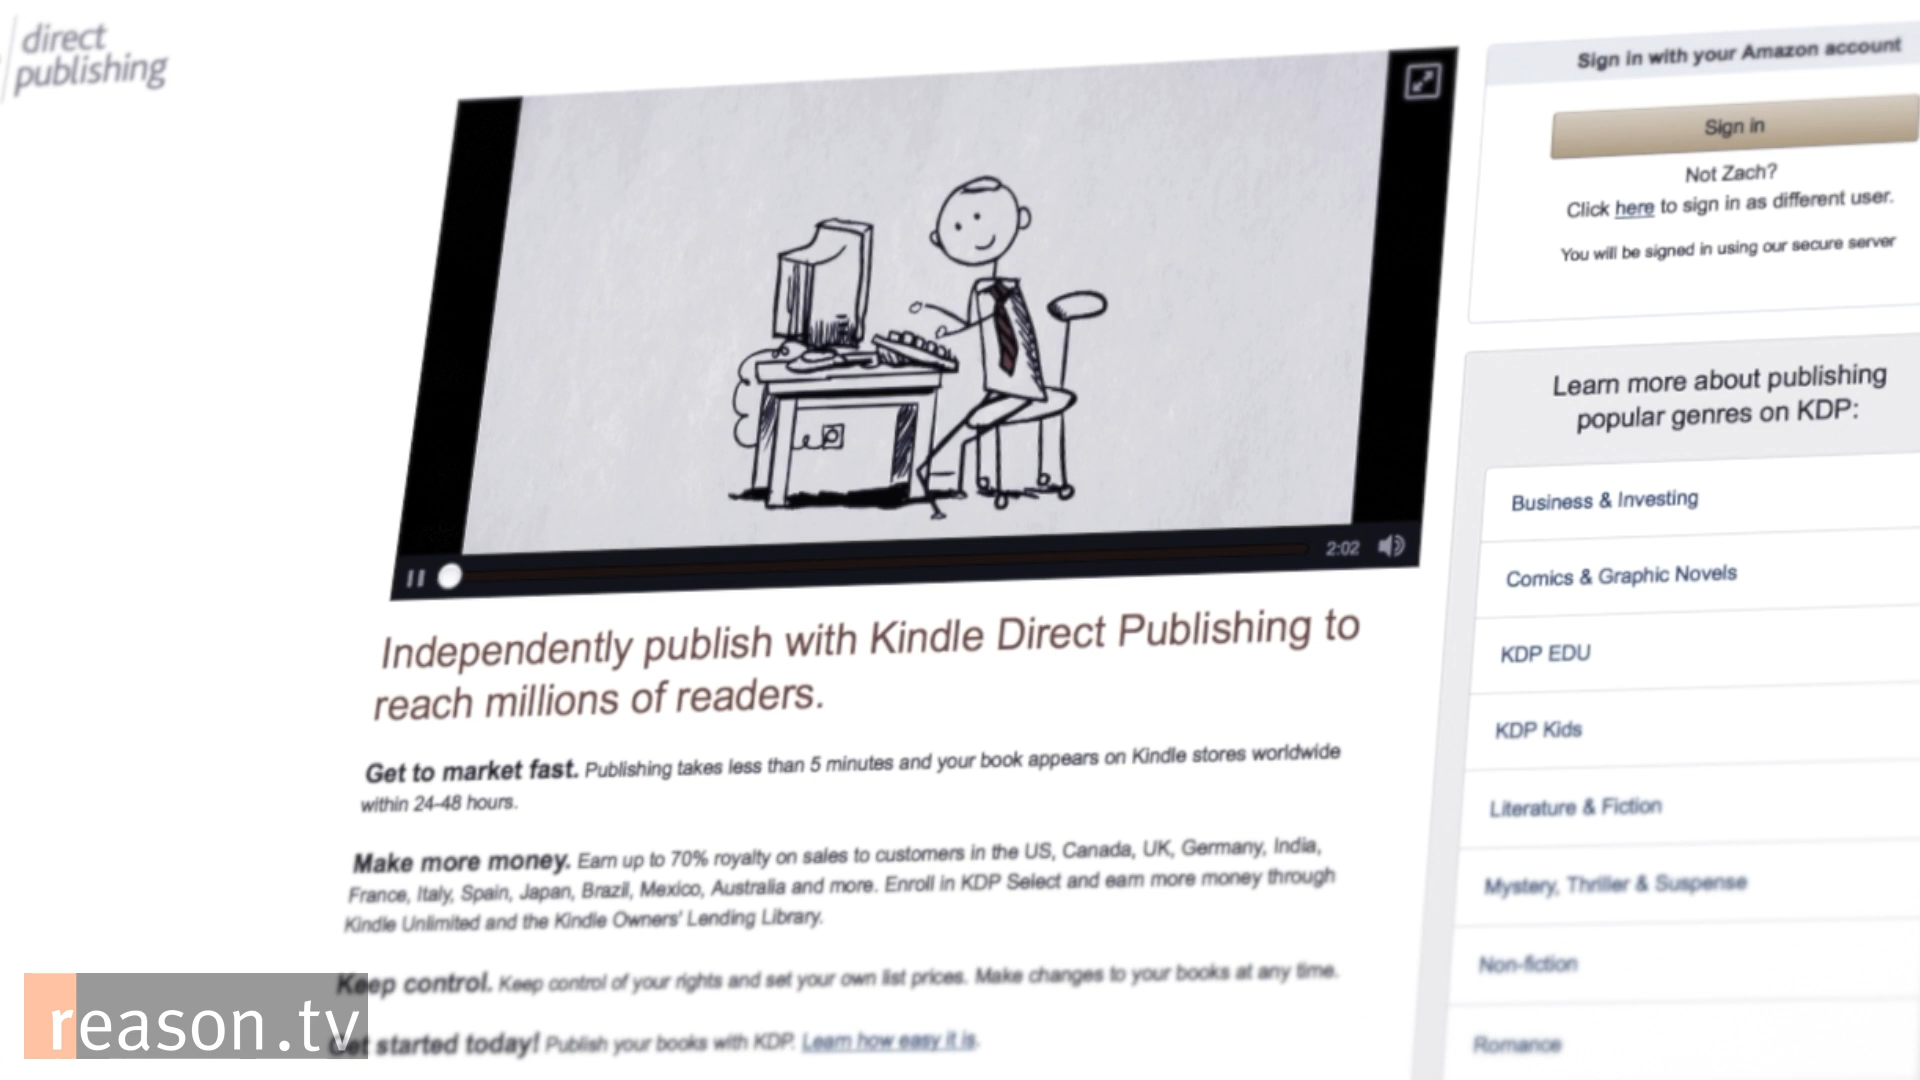 direct
publishing
2:02
Independently publish with Kindle Direct Publishing to
reach millions of readers.
Get to market fast. Publishing takes less than 5 minutes and your book appears on Kindle stores worldwide
within 24-48 hours.
Make more money. Earn up to 70% royalty on sales to customers in the US, Canada, UK, Germany, India,
France, Italy, Spain, Japan, Brazil, Mexico, Australia and more. Enroll in KDP Select and earn more money through
Kindle Unlimited and the Kindle Owners' Lending Library.
Keep control. Keep control of your rights and set your own list prices. Make changes to your books at any time.
Get started today! Publish your books with KDP. Learn how easy it is.
Sign in with your Amazon account
Sign in
Not Zach?
Click here to sign in as different user.
You will be signed in using our secure server
Learn more about publishing
popular genres on KDP:
Business & Investing
Comics & Graphic Novels
KDP EDU
KDP Kids
Literature & Fiction
Mystery, Thriller & Suspense
Non-fiction
Romance
reason.tv